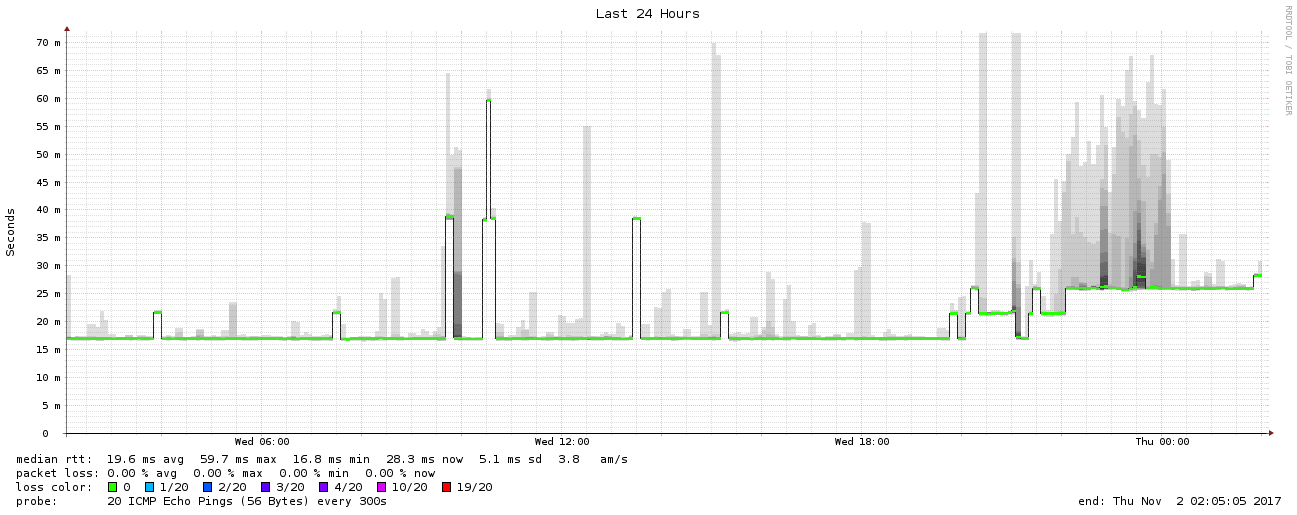 Last 24 Hours
RRDTOOL / TOBI OETIKER
Seconds
70 m
65 m
60 m
55 m
50 m
45 m
40 m
35 m
30 m
25 m
20 m
15 m
10 m
5 m
0
Wed 06:00 Wed 12:00 Wed 18:00 Thu 00:00
median rtt: 19.6 ms avg 59.7 ms max 16.8 ms min 28.3 ms now 5.1 ms sd 3.8 am/s
packet loss: 0.00 % avg 0.00 % max 0.00 % min 0.00 % now
loss color: 0 1/20 2/20 3/20 4/20 10/20 19/20
probe: 20 ICMP Echo Pings (56 Bytes) every 300s end: Thu Nov 2 02:05:05 2017